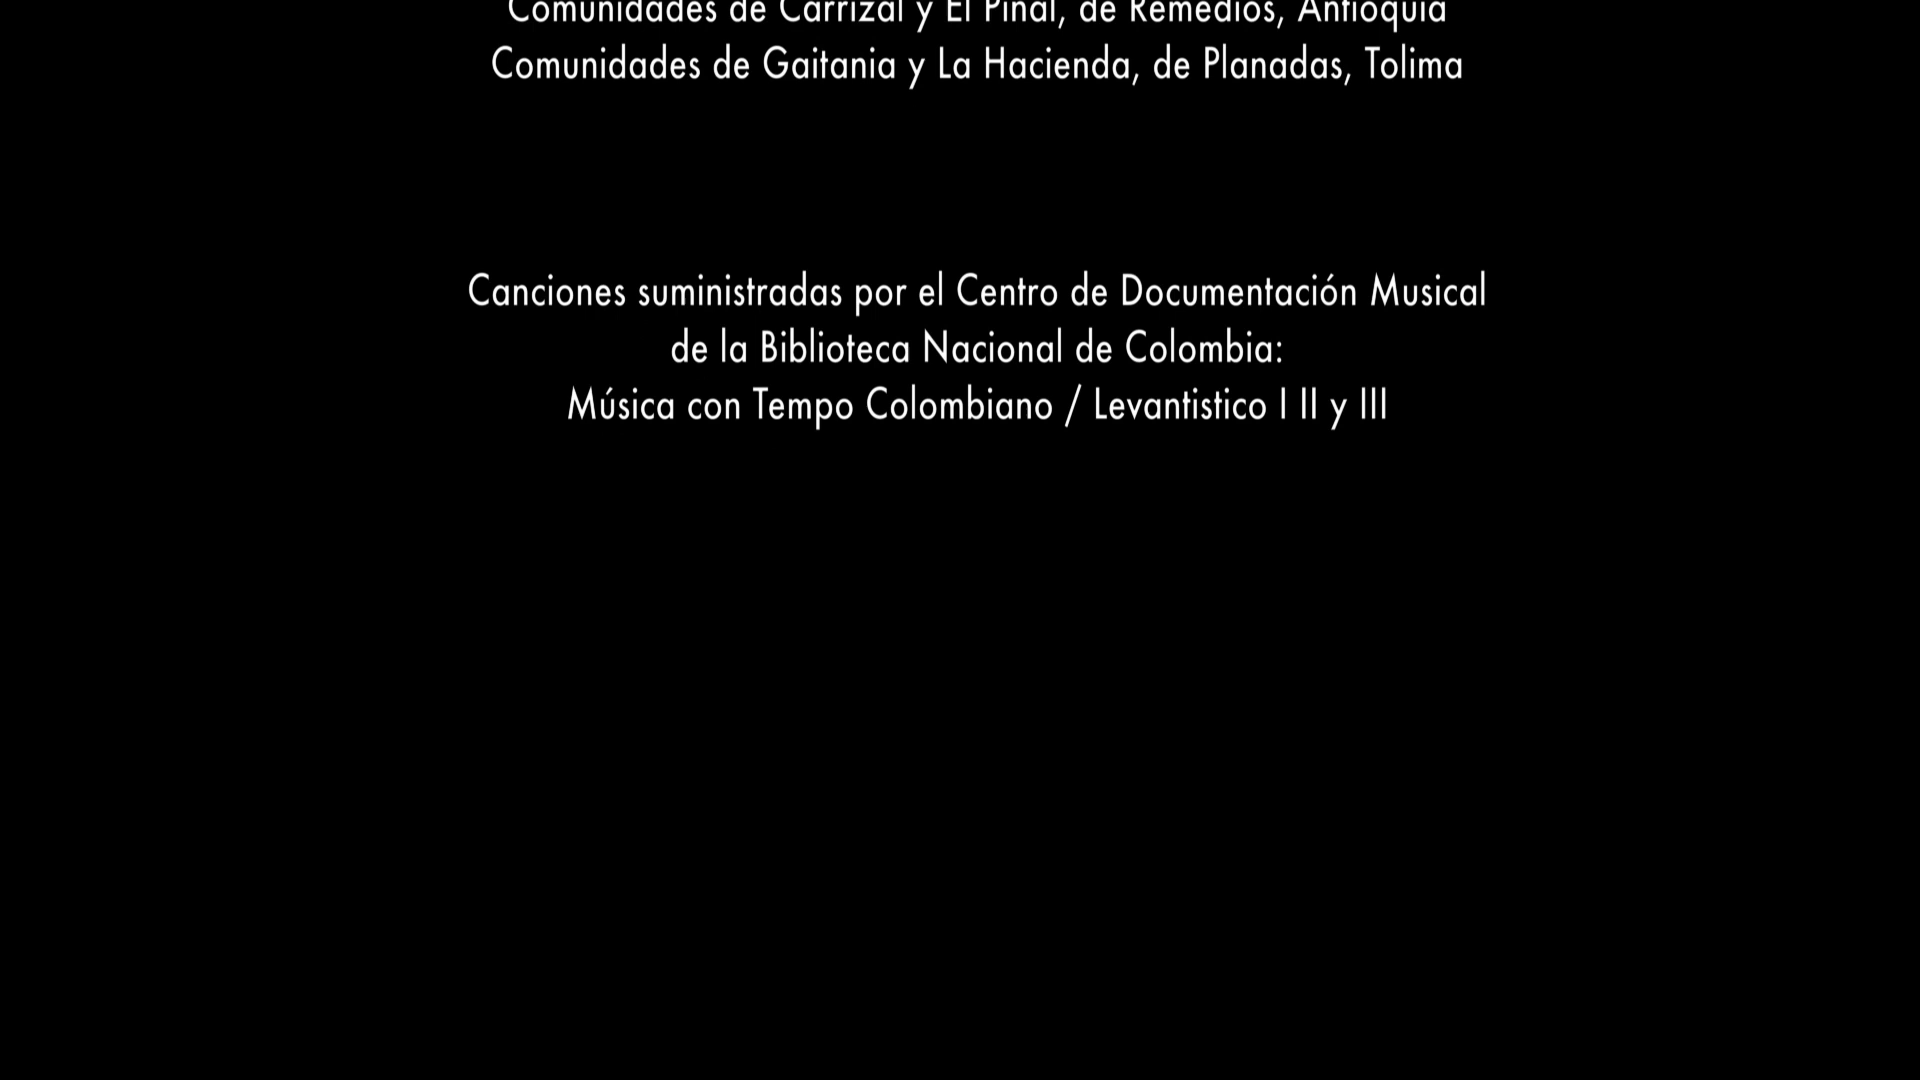 Comunidades de Carrizal y El Piñal, de Remedios, Antioquia
Comunidades de Gaitania y La Hacienda, de Planadas, Tolima
Canciones suministradas por el Centro de Documentación Musical
de la Biblioteca Nacional de Colombia:
Música con Tempo Colombiano / Levantistico I II y III